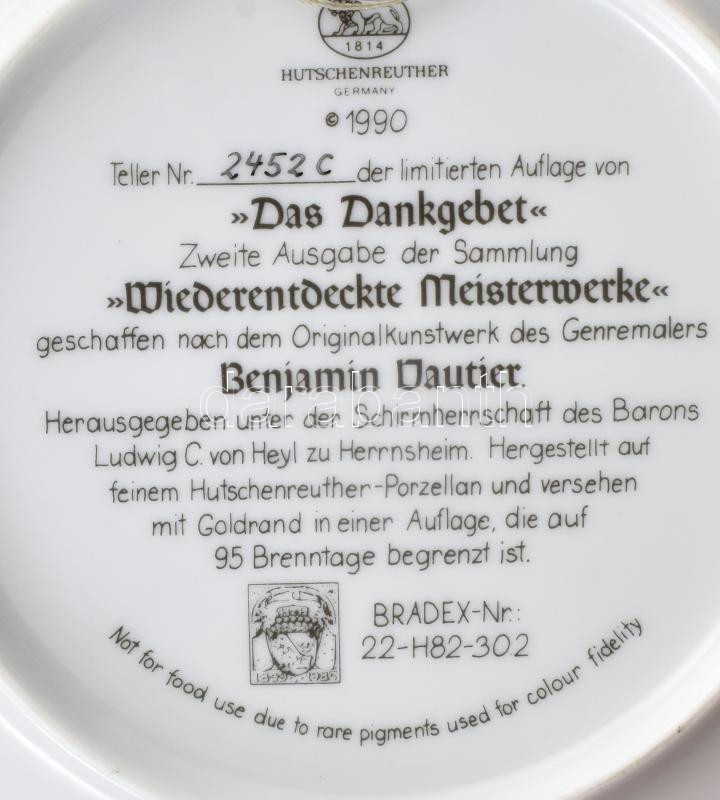 1814
HUTSCHENREUTHER
GERMANY
© 1990
Teller Nr. 2452 C der limitierten Auflage von
»Das Dankgebet«
Zweite Ausgabe der Sammlung
»Wiederentdeckte Meisterwerke«
geschaffen nach dem Originalkunstwerk des Genremalers
Benjamin Vautier.
darabanth
Herausgegeben unter der Schirmherrschaft des Barons
Ludwig C. von Heyl zu Herrnsheim. Hergestellt auf
feinem Hutschenreuther-Porzellan und versehen
mit Goldrand in einer Auflage, die auf
95 Brenntage begrenzt ist.
BRADEX-Nr.:
22-H82-302
Not for food use due to rare pigments used for colour fidelity